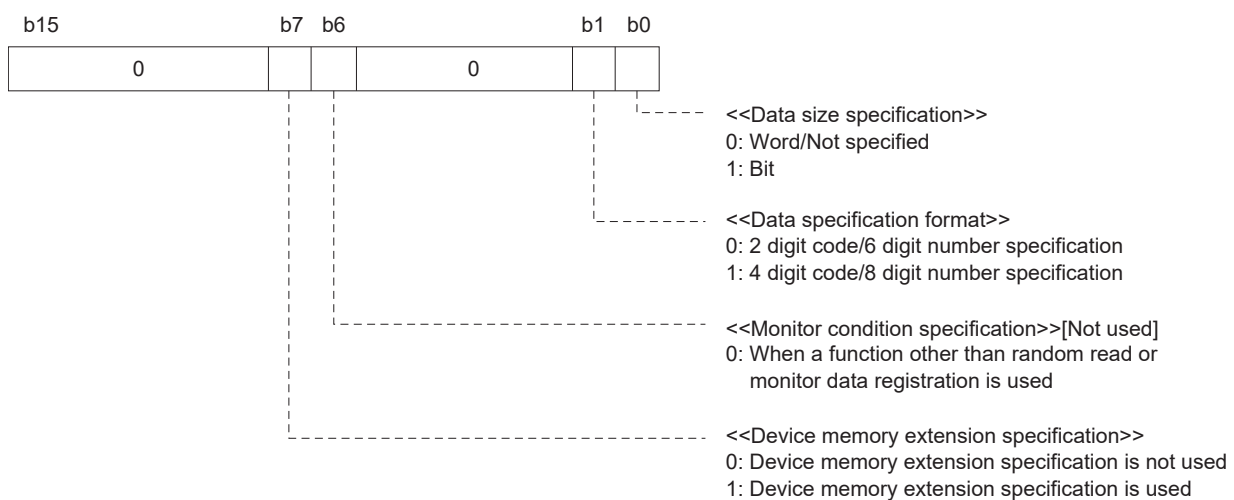 b15 b7 b6 b1 b0
0 0
<<Data size specification>>
0: Word/Not specified
1: Bit
<<Data specification format>>
0: 2 digit code/6 digit number specification
1: 4 digit code/8 digit number specification
<<Monitor condition specification>>[Not used]
0: When a function other than random read or
monitor data registration is used
<<Device memory extension specification>>
0: Device memory extension specification is not used
1: Device memory extension specification is used